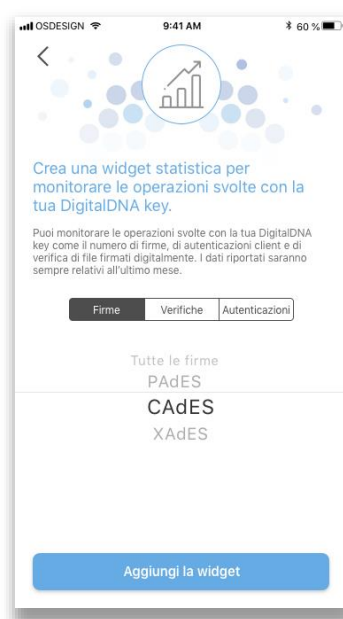 OSDESIGN 9:41 AM 60 %
Crea una widget statistica per
monitorare le operazioni svolte con la
tua DigitalDNA key.
Puoi monitorare le operazioni svolte con la tua DigitalDNA
key come il numero di firme, di autenticazioni client e di
verifica di file firmati digitalmente. I dati riportati saranno
sempre relativi all'ultimo mese.
Firme Verifiche Autenticazioni
Tutte le firme
PAdES
CAdES
XAdES
Aggiungi la widget